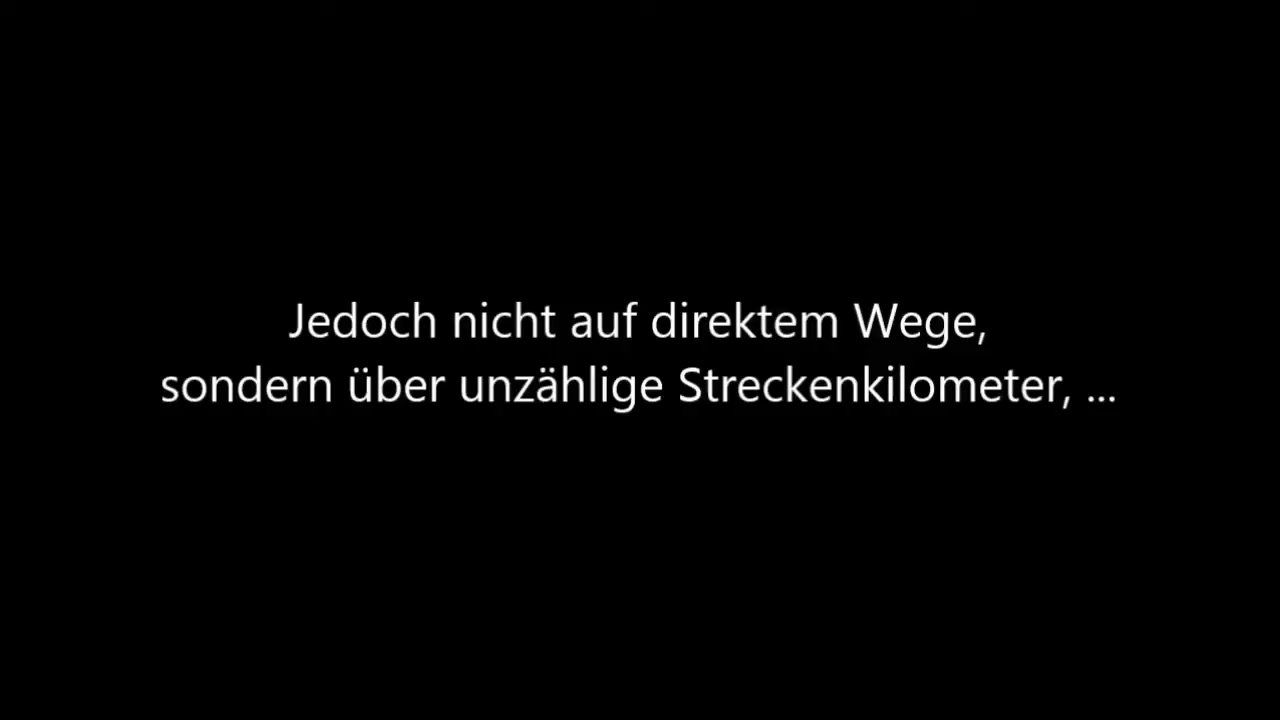 Jedoch nicht auf direktem Wege,
sondern über unzählige Streckenkilometer, ...